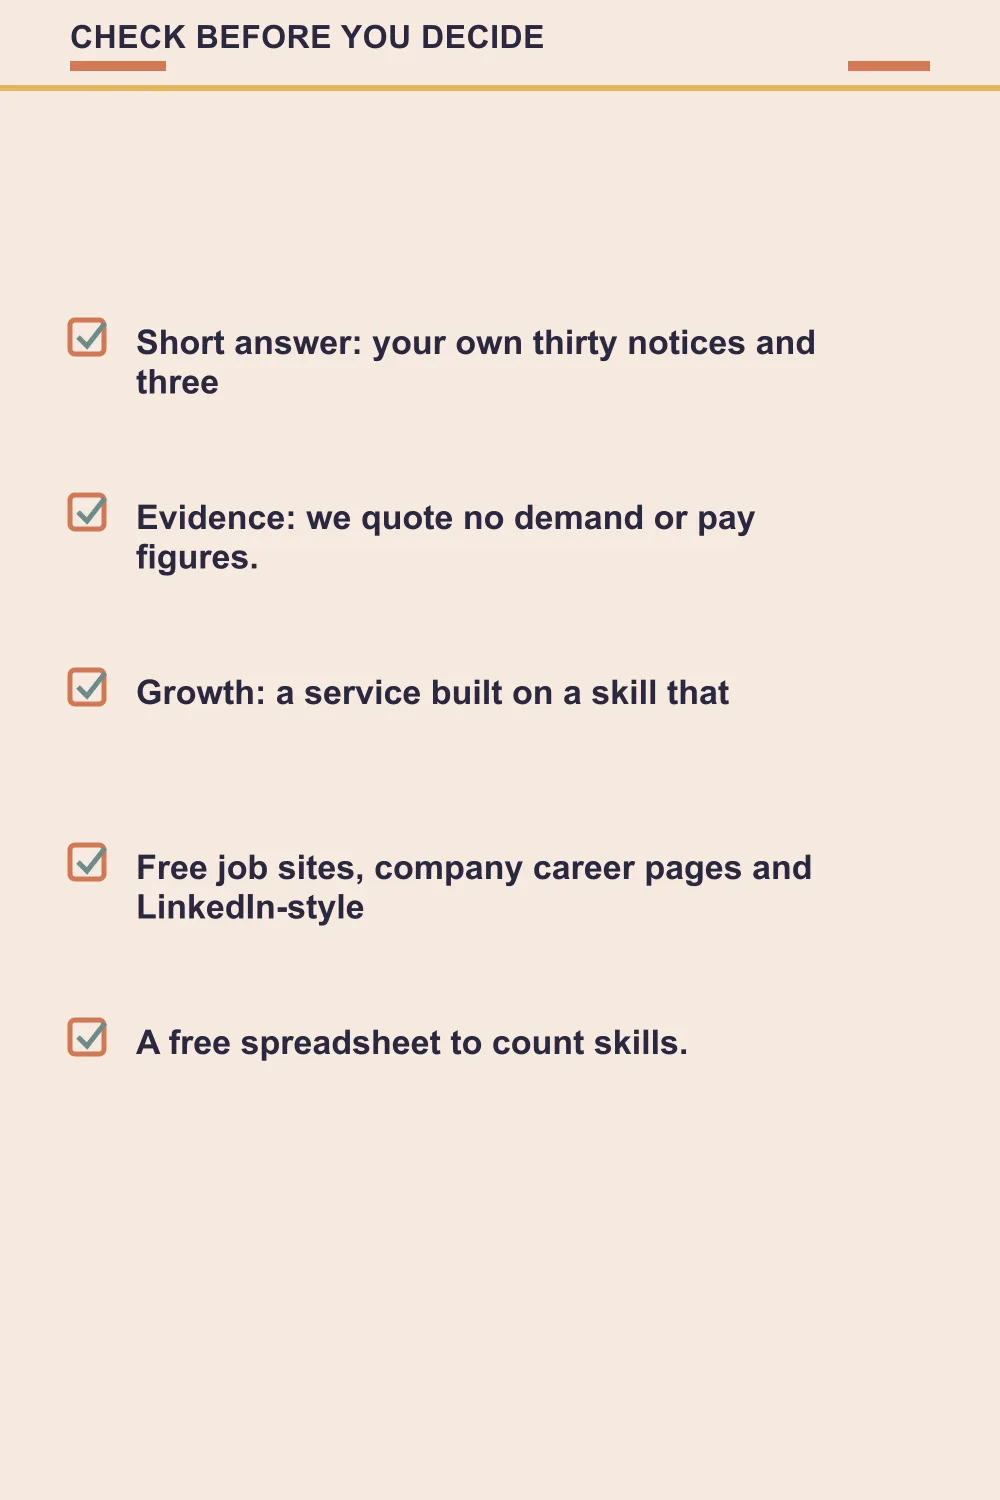 CHECK BEFORE YOU DECIDE
Short answer: your own thirty notices and
three
Evidence: we quote no demand or pay
figures.
Growth: a service built on a skill that
Free job sites, company career pages and
LinkedIn-style
A free spreadsheet to count skills.